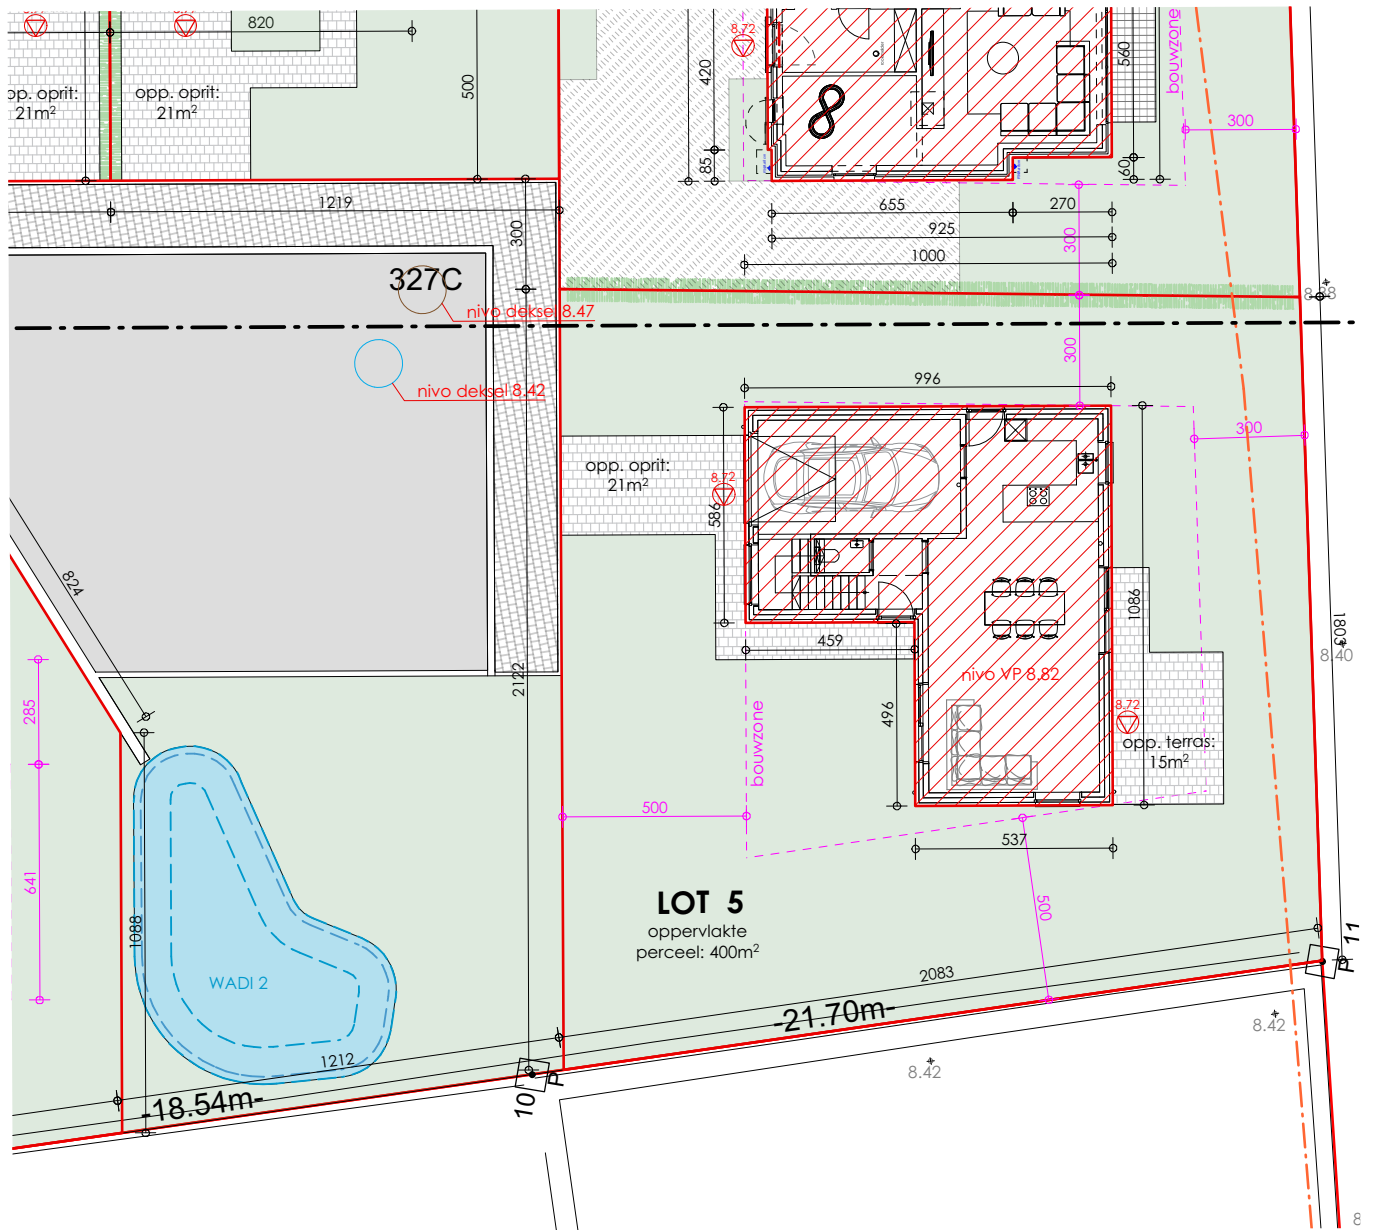 820
8.72
opp. oprit:
21m²
opp. oprit:
21m²
500
420
85
560
60
bouwzone
300
1219
300
655
270
925
300
1000
327C
nivo deksel 8.47
nivo deksel 8.42
8.38
300
996
300
opp. oprit:
21m²
8.72
586
824
1086
1803
8.40
459
nivo VP 8.82
2122
285
496
8.72
opp. terras:
15m²
bouwzone
500
537
641
LOT 5
oppervlakte
perceel: 400m²
500
1088
WADI 2
2083
P 11
-21.70m-
8.42
1212
8.42
-18.54m-
10 P
8